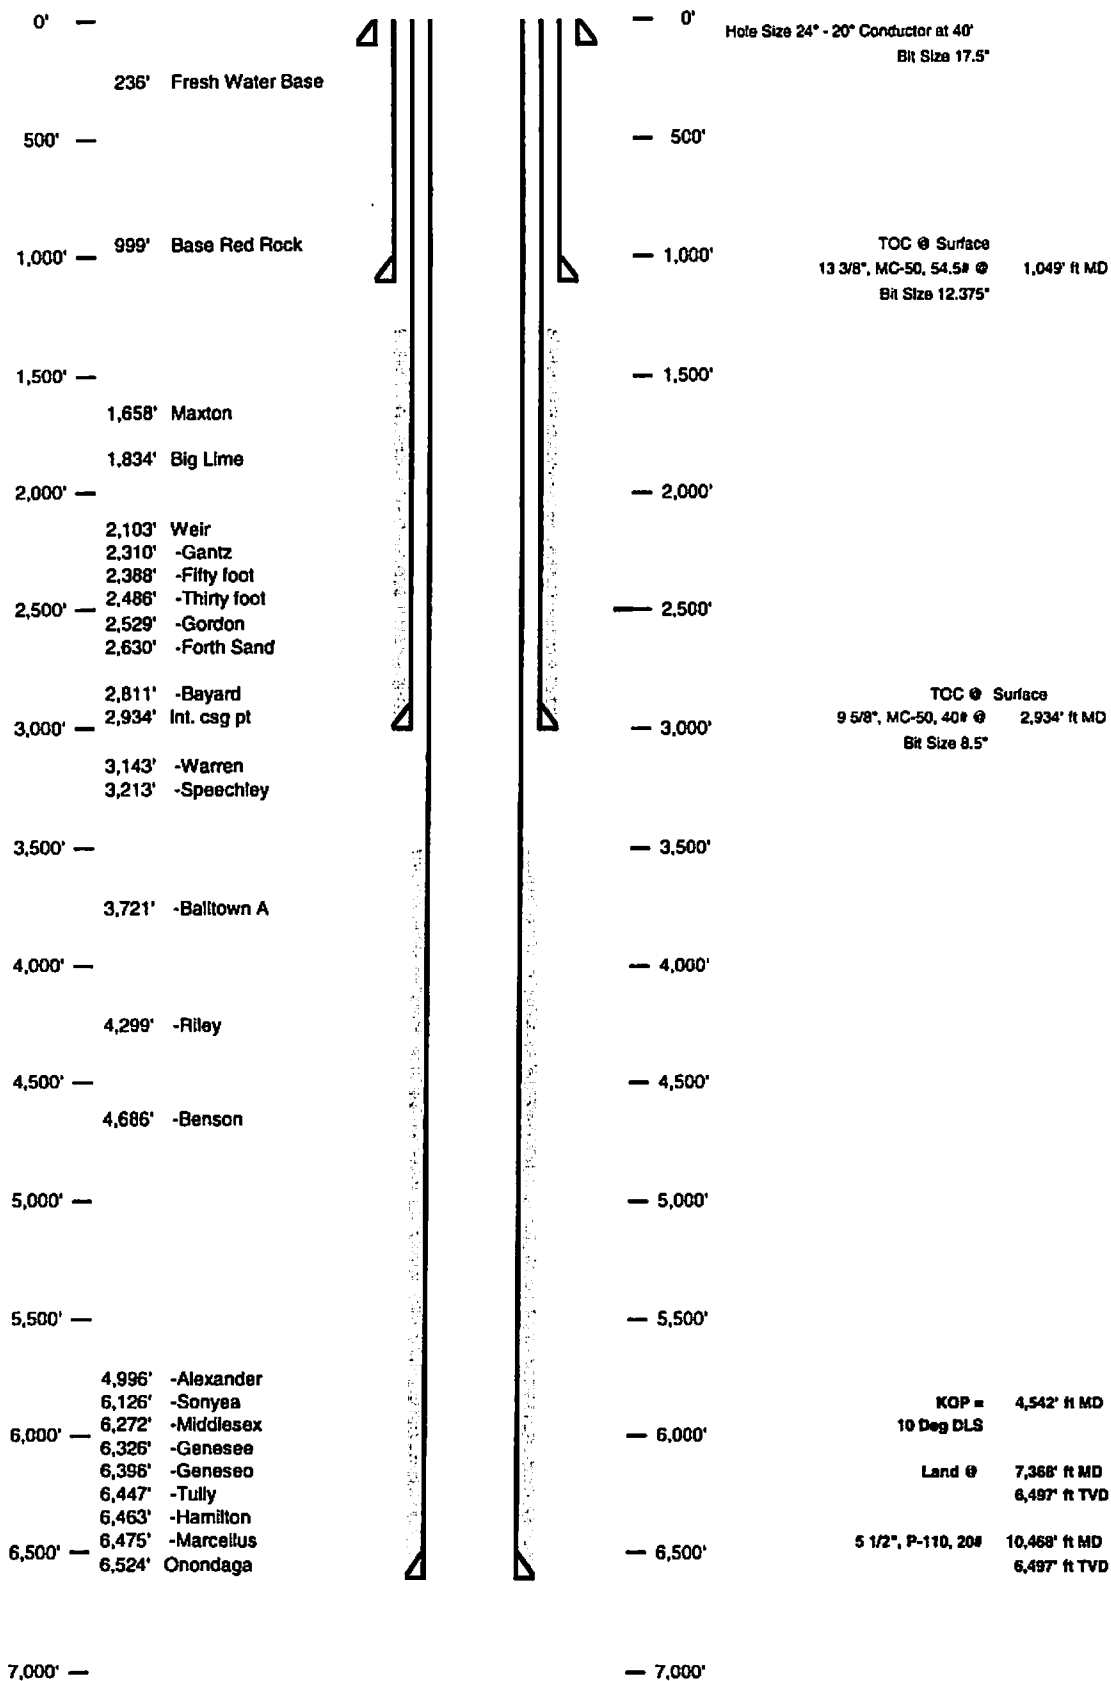 0'
236' Fresh Water Base
500'
999' Base Red Rock
1,000'
1,500'
1,658' Maxton
1,834' Big Lime
2,000'
2,103' Weir
2,310' -Gantz
2,388' -Fifty foot
2,486' -Thirty foot
2,500'
2,529' -Gordon
2,630' -Forth Sand
2,811' -Bayard
2,934' Int. csg pt
3,000'
3,143' -Warren
3,213' -Speechley
3,500'
3,721' -Balltown A
4,000'
4,299' -Riley
4,500'
4,686' -Benson
5,000'
5,500'
4,996' -Alexander
6,126' -Sonyea
6,272' -Middlesex
6,000'
6,326' -Genesee
6,396' -Geneseo
6,447' -Tully
6,463' -Hamilton
6,475' -Marcellus
6,500'
6,524' Onondaga
7,000'
0'
500'
1,000'
1,500'
2,000'
2,500'
3,000'
3,500'
4,000'
4,500'
5,000'
5,500'
6,000'
6,500'
7,000'
Hole Size 24" - 20" Conductor at 40'
Bit Size 17.5"
TOC @ Surface
13 3/8", MC-50, 54.5# @ 1,049' ft MD
Bit Size 12.375"
TOC @ Surface
9 5/8", MC-50, 40# @ 2,934' ft MD
Bit Size 8.5"
KOP = 4,542' ft MD
10 Deg DLS
Land @ 7,368' ft MD
6,497' ft TVD
5 1/2", P-110, 20# 10,468' ft MD
6,497' ft TVD